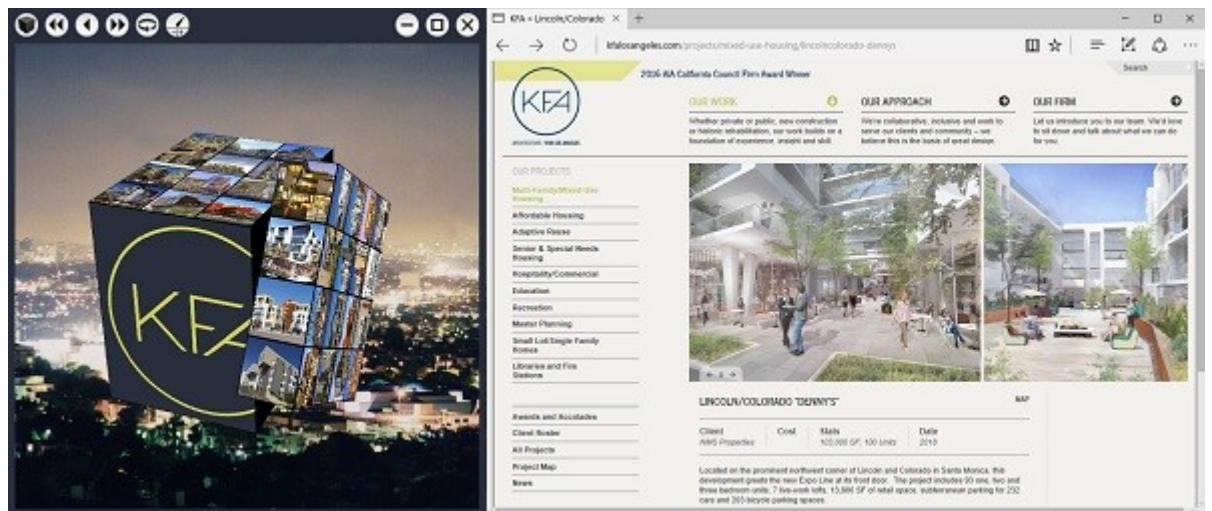 KFA
KFA - Lincoln/Colorado
kfalosangeles.com/projects/mixed-use-housing/lincolncolorado-dennys
2016 AIA California Council Firm Award Winner
Search
KFA
OUR WORK
Whether private or public, new construction
or historic rehabilitation, our work builds on a
foundation of experience, insight and skill.
OUR APPROACH
We're collaborative, inclusive and work to
serve our clients and community – we
believe this is the basis of great design.
OUR FIRM
Let us introduce you to our team. We'd love
to sit down and talk about what we can do
for you.
OUR PROJECTS
Multi-Family/Mixed-Use
Housing
Affordable Housing
Adaptive Reuse
Senior & Special Needs
Housing
Hospitality/Commercial
Education
Recreation
Master Planning
Small Lot/Single Family
Homes
Libraries and Fire
Stations
Awards and Accolades
Client Roster
All Projects
Project Map
News
LINCOLN/COLORADO "DENNY'S"
MAP
Client
NMS Properties
Cost
Stats
103,000 SF, 100 Units
Date
2018
Located on the prominent northwest corner of Lincoln and Colorado in Santa Monica, this
development greets the new Expo Line at its front door. The project includes 93 one, two and
three bedroom units, 7 live-work lofts, 13,800 SF of retail space, subterranean parking for 232
cars and 203 bicycle parking spaces.